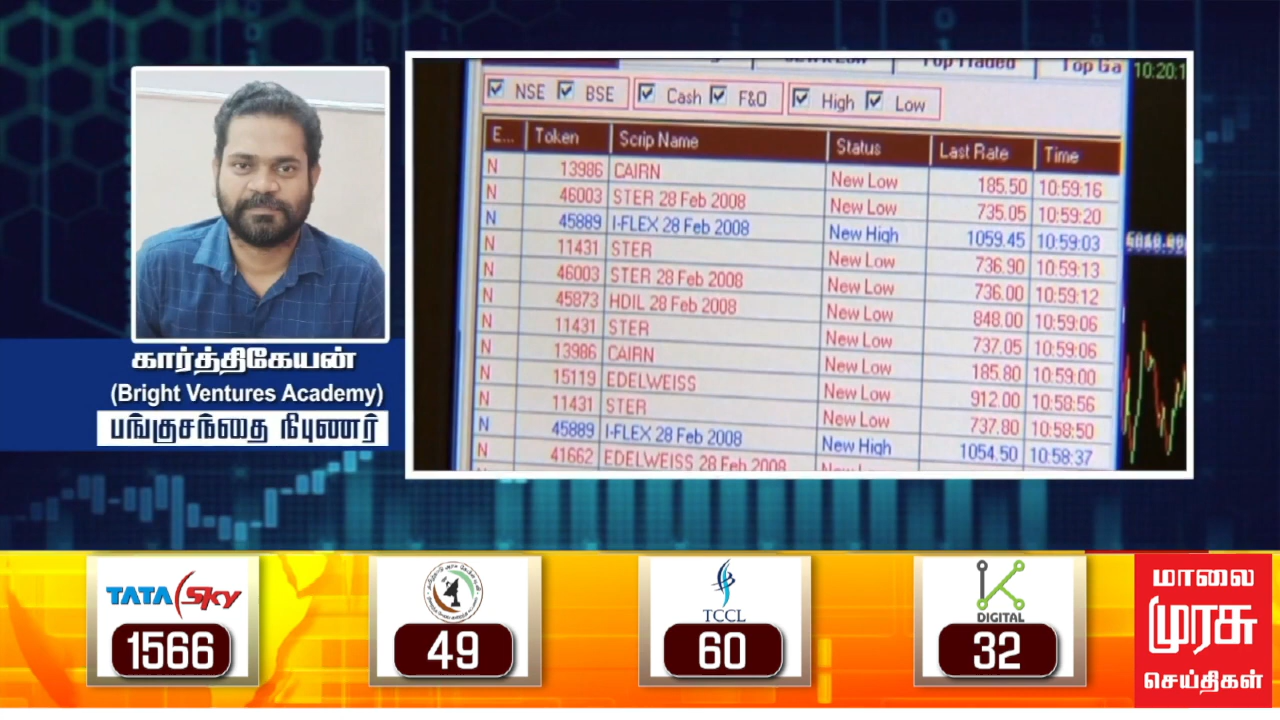 கார்த்திகேயன்
(Bright Ventures Academy)
பங்குசந்தை நிபுணர்
Top Traded Top Ga 10:20:1
NSE BSE Cash F&O High Low
E... Token Scrip Name Status Last Rate Time
N 13986 CAIRN New Low 185.50 10:59:16
N 46003 STER 28 Feb 2008 New Low 735.05 10:59:20
N 45889 I-FLEX 28 Feb 2008 New High 1059.45 10:59:03
N 11431 STER New Low 736.90 10:59:13
N 46003 STER 28 Feb 2008 New Low 736.00 10:59:12
N 45873 HDIL 28 Feb 2008 New Low 848.00 10:59:06
N 11431 STER New Low 737.05 10:59:06
N 13986 CAIRN New Low 185.80 10:59:00
N 15119 EDELWEISS New Low 912.00 10:58:56
N 11431 STER New Low 737.80 10:58:50
N 45889 I-FLEX 28 Feb 2008 New High 1054.50 10:58:37
N 41662 EDELWEISS 28 Feb 2008 New Low
TATA Sky
1566
49
TCCL
60
K DIGITAL
32
மாலை
முரசு
செய்திகள்